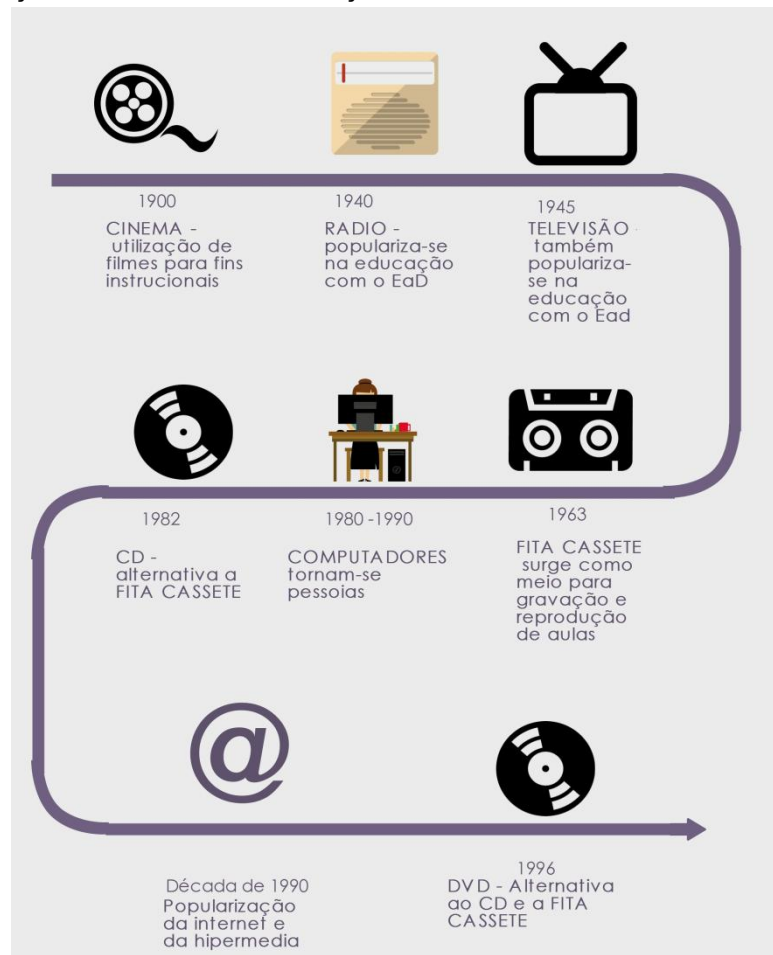 1900
CINEMA -
utilização de
filmes para fins
instrucionais
1940
RADIO -
populariza-se
na educação
com o EaD
1945
TELEVISÃO -
também
populariza-
se na
educação
com o Ead
1963
FITA CASSETE
surge como
meio para
gravação e
reprodução
de aulas
1980 -1990
COMPUTADORES
tornam-se
pessoias
1982
CD -
alternativa a
FITA CASSETE
@
Década de 1990
Popularização
da internet e
da hipermedia
1996
DVD - Alternativa
ao CD e a FITA
CASSETE